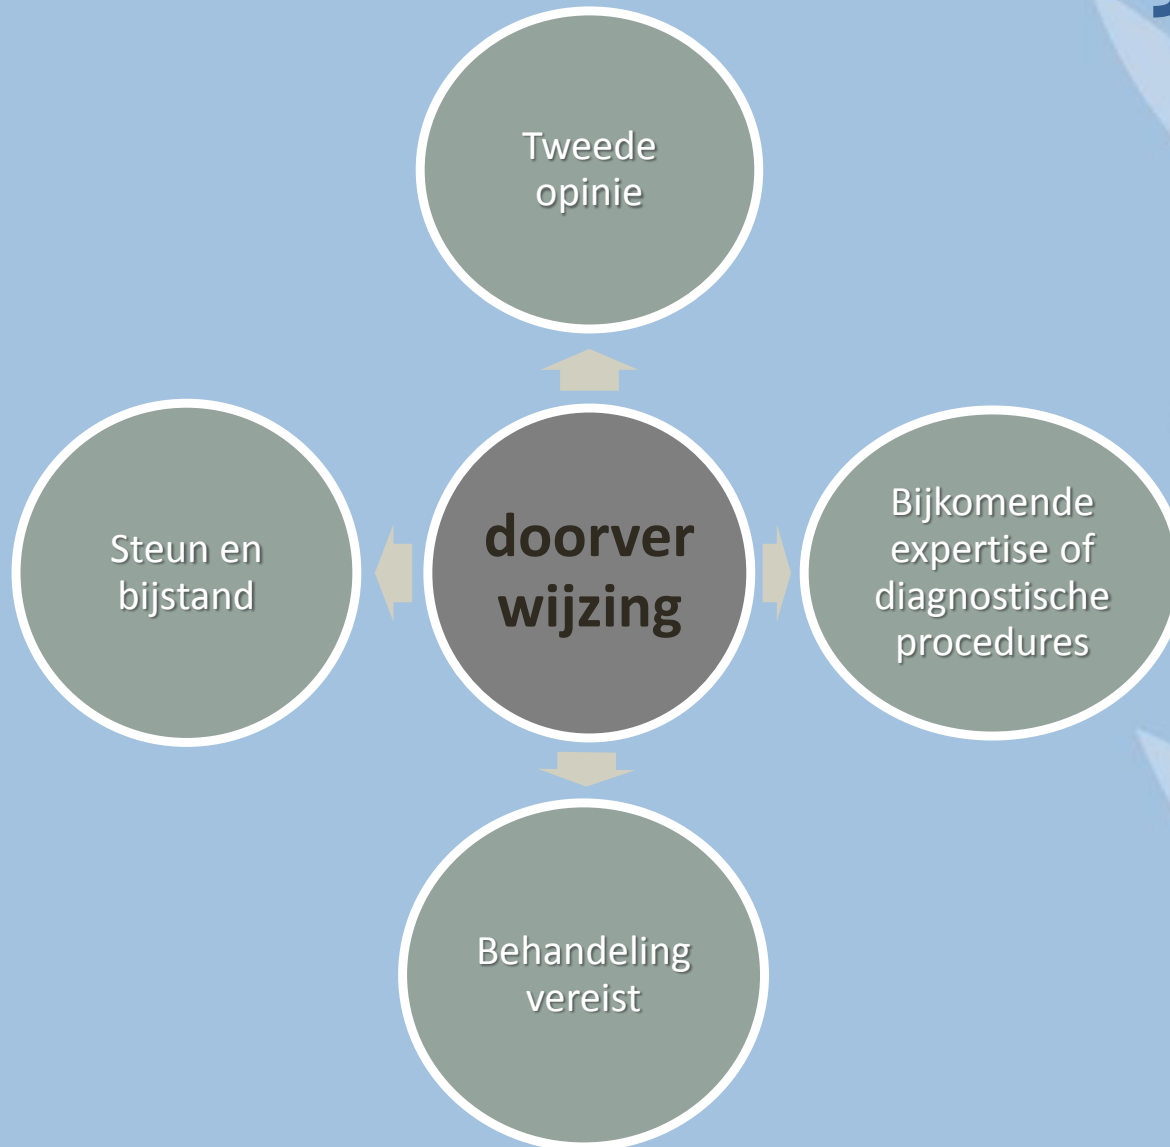 Tweede
opinie
Steun en
bijstand
doorver
wijzing
Bijkomende
expertise of
diagnostische
procedures
Behandeling
vereist